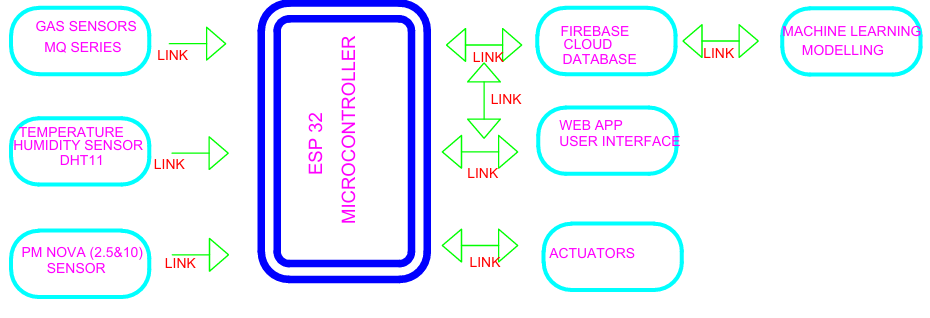 GAS SENSORS
MQ SERIES
LINK
TEMPERATURE
HUMIDITY SENSOR
DHT11
LINK
PM NOVA (2.5&10)
SENSOR
LINK
ESP 32
MICROCONTROLLER
LINK
LINK
LINK
LINK
FIREBASE
CLOUD
DATABASE
LINK
MACHINE LEARNING
MODELLING
WEB APP
USER INTERFACE
ACTUATORS